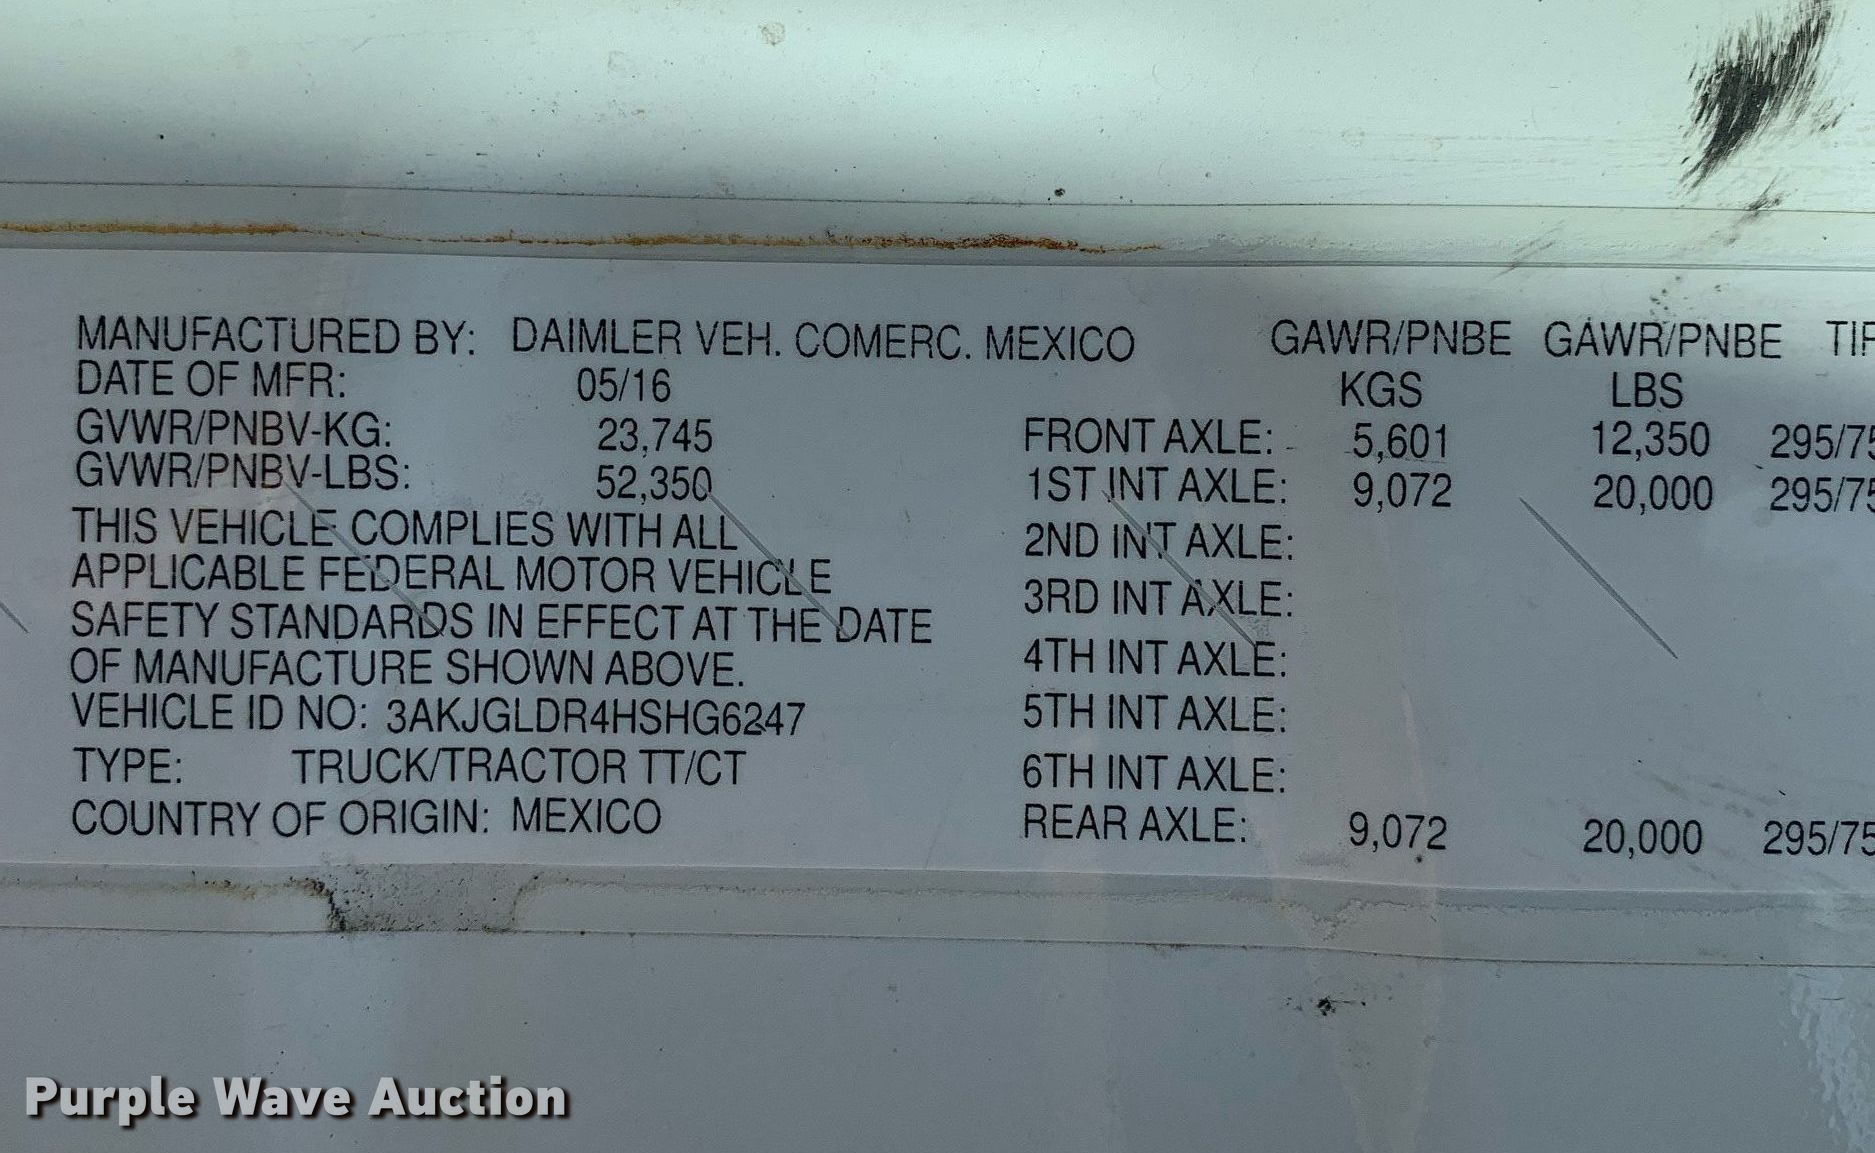 MANUFACTURED BY: DAIMLER VEH. COMERC. MEXICO
DATE OF MFR: 05/16
GVWR/PNBV-KG: 23,745
GVWR/PNBV-LBS: 52,350
THIS VEHICLE COMPLIES WITH ALL
APPLICABLE FEDERAL MOTOR VEHICLE
SAFETY STANDARDS IN EFFECT AT THE DATE
OF MANUFACTURE SHOWN ABOVE.
VEHICLE ID NO: 3AKJGLDR4HSHG6247
TYPE: TRUCK/TRACTOR TT/CT
COUNTRY OF ORIGIN: MEXICO
GAWR/PNBE GAWR/PNBE
KGS LBS
FRONT AXLE: 5,601 12,350 295/75
1ST INT AXLE: 9,072 20,000 295/75
2ND INT AXLE:
3RD INT AXLE:
4TH INT AXLE:
5TH INT AXLE:
6TH INT AXLE:
REAR AXLE: 9,072 20,000 295/75
Purple Wave Auction